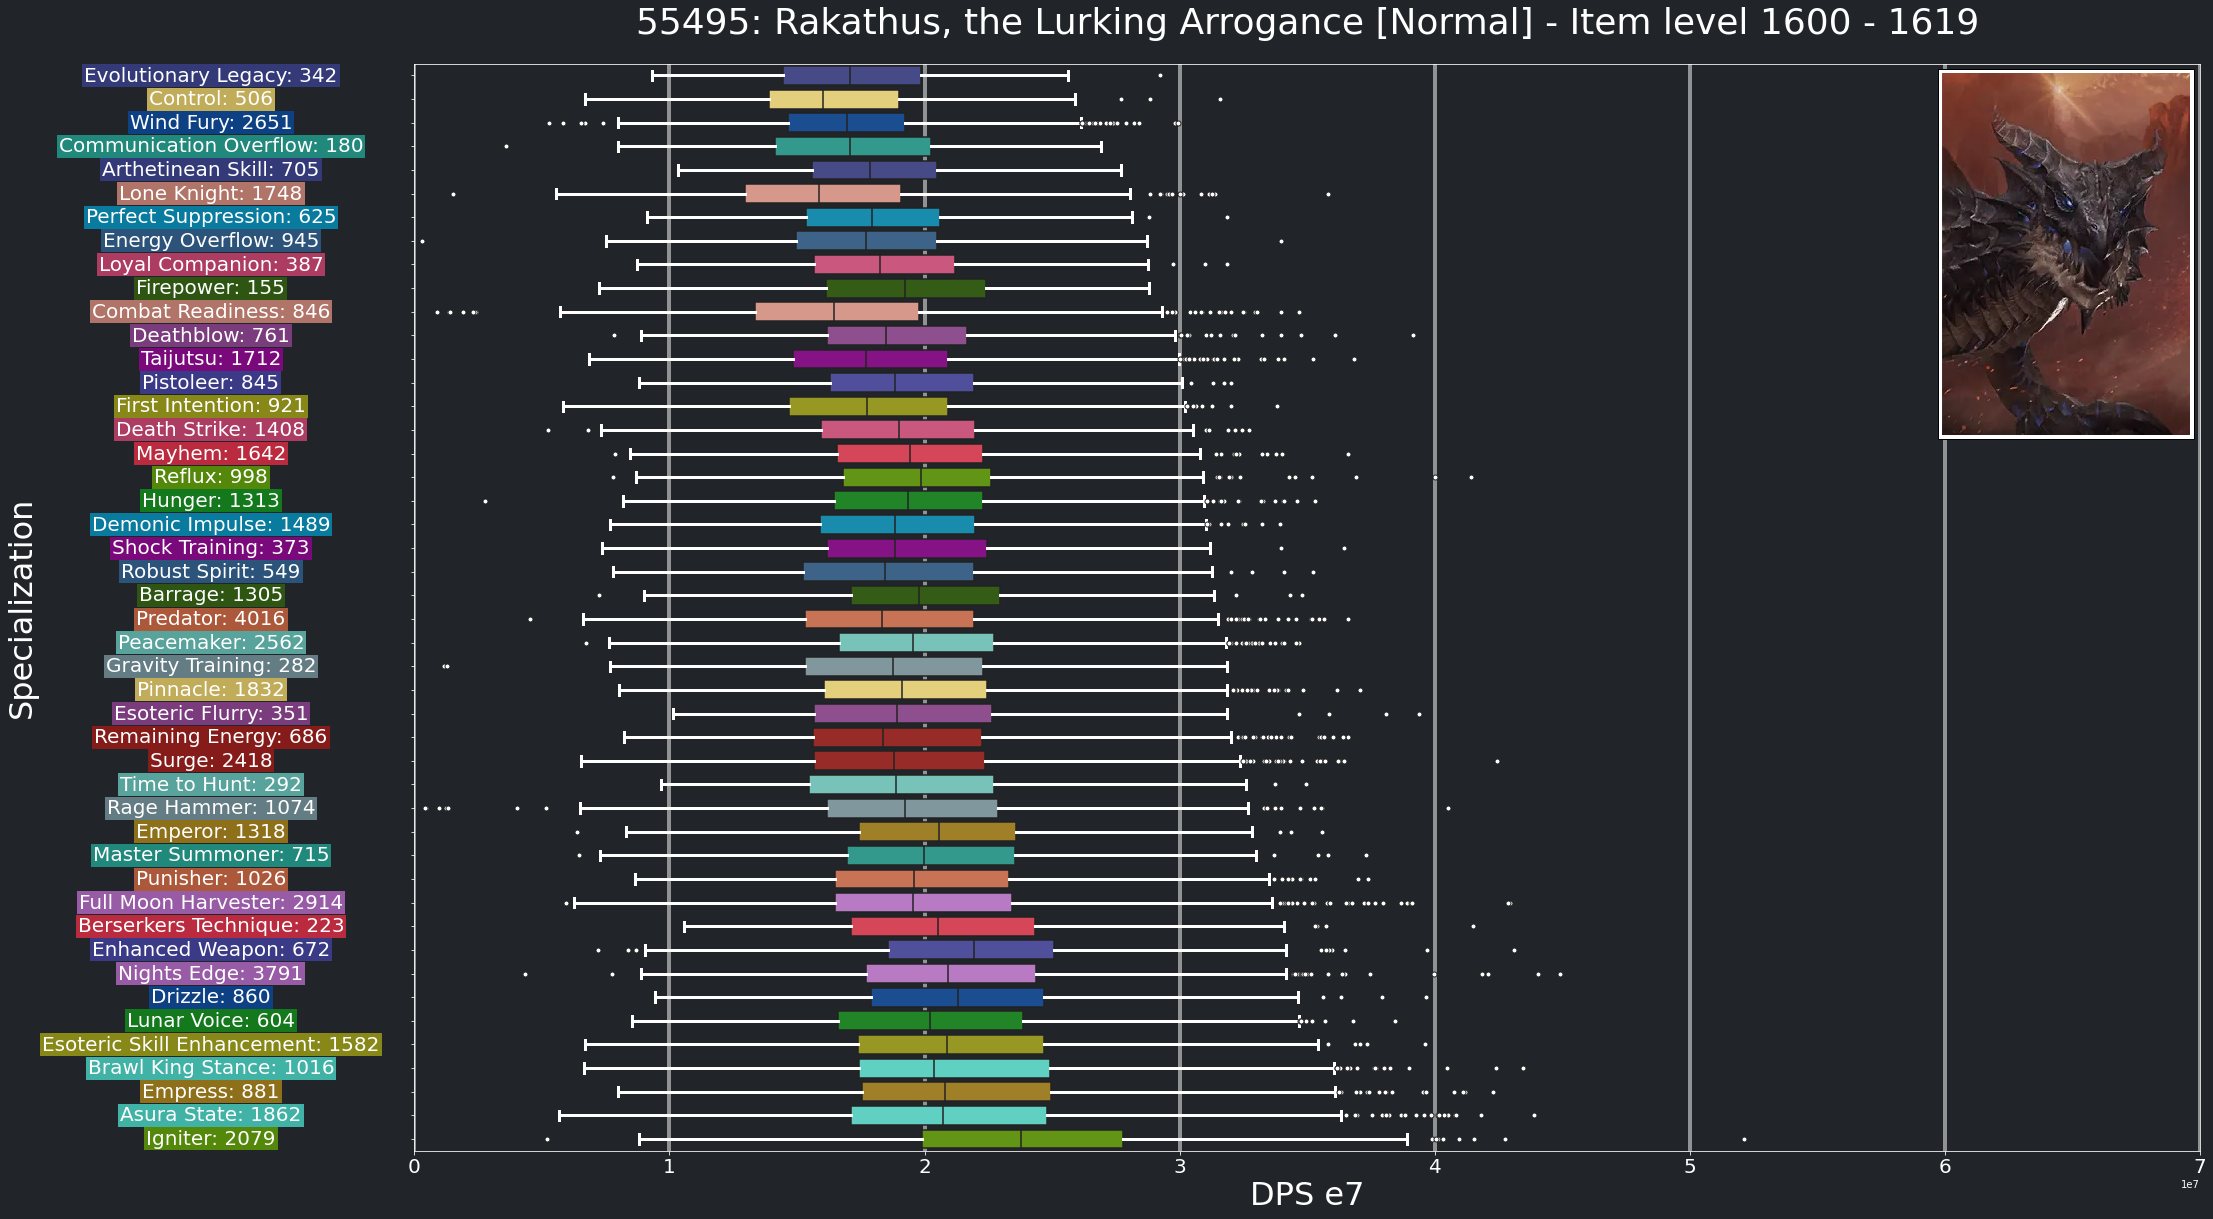 55495: Rakathus, the Lurking Arrogance [Normal] - Item level 1600 - 1619
Specialization
Evolutionary Legacy: 342
Control: 506
Wind Fury: 2651
Communication Overflow: 180
Arthetinean Skill: 705
Lone Knight: 1748
Perfect Suppression: 625
Energy Overflow: 945
Loyal Companion: 387
Firepower: 155
Combat Readiness: 846
Deathblow: 761
Taijutsu: 1712
Pistoleer: 845
First Intention: 921
Death Strike: 1408
Mayhem: 1642
Reflux: 998
Hunger: 1313
Demonic Impulse: 1489
Shock Training: 373
Robust Spirit: 549
Barrage: 1305
Predator: 4016
Peacemaker: 2562
Gravity Training: 282
Pinnacle: 1832
Esoteric Flurry: 351
Remaining Energy: 686
Surge: 2418
Time to Hunt: 292
Rage Hammer: 1074
Emperor: 1318
Master Summoner: 715
Punisher: 1026
Full Moon Harvester: 2914
Berserkers Technique: 223
Enhanced Weapon: 672
Nights Edge: 3791
Drizzle: 860
Lunar Voice: 604
Esoteric Skill Enhancement: 1582
Brawl King Stance: 1016
Empress: 881
Asura State: 1862
Igniter: 2079
0 1 2 3 4 5 6 7
1e7
DPS e7